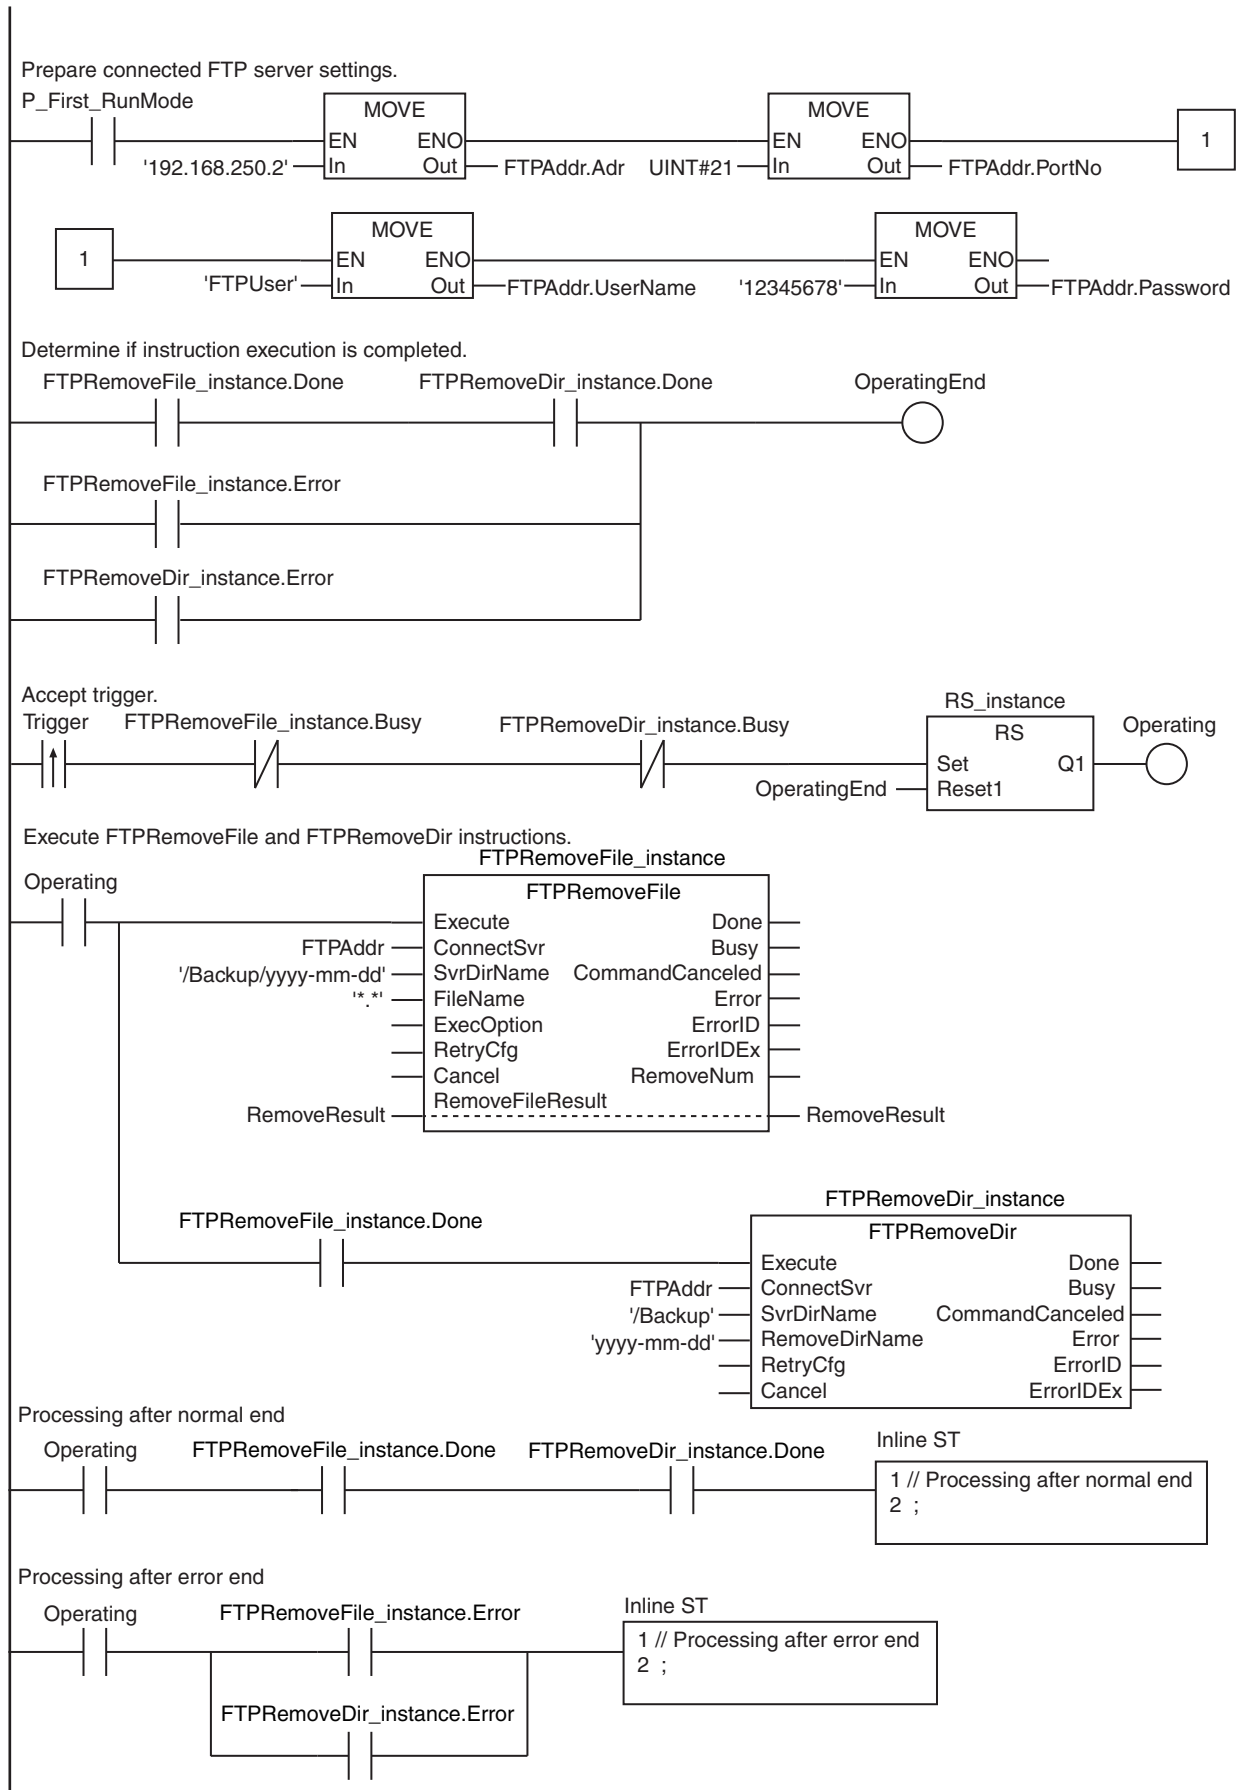 Prepare connected FTP server settings.
P_First_RunMode
MOVE
MOVE
EN ENO
EN ENO
1
'192.168.250.2' In Out FTPAddr.Adr
UINT#21 In Out FTPAddr.PortNo
MOVE
MOVE
1
EN ENO
EN ENO
'FTPUser' In Out FTPAddr.UserName
'12345678' In Out FTPAddr.Password
Determine if instruction execution is completed.
FTPRemoveFile_instance.Done
FTPRemoveDir_instance.Done
OperatingEnd
FTPRemoveFile_instance.Error
FTPRemoveDir_instance.Error
Accept trigger.
Trigger
FTPRemoveFile_instance.Busy
FTPRemoveDir_instance.Busy
RS_instance
RS
Operating
Set Q1
OperatingEnd Reset1
Execute FTPRemoveFile and FTPRemoveDir instructions.
FTPRemoveFile_instance
Operating
FTPRemoveFile
Execute Done
FTPAddr ConnectSvr Busy
'/Backup/yyyy-mm-dd' SvrDirName CommandCanceled
'*.*' FileName Error
ExecOption ErrorID
RetryCfg ErrorIDEx
Cancel RemoveNum
RemoveFileResult
RemoveResult RemoveResult
FTPRemoveDir_instance
FTPRemoveFile_instance.Done
FTPRemoveDir
Execute Done
FTPAddr ConnectSvr Busy
'/Backup' SvrDirName CommandCanceled
'yyyy-mm-dd' RemoveDirName Error
RetryCfg ErrorID
Cancel ErrorIDEx
Processing after normal end
Operating
FTPRemoveFile_instance.Done
FTPRemoveDir_instance.Done
Inline ST
1 // Processing after normal end
2 ;
Processing after error end
Operating
FTPRemoveFile_instance.Error
Inline ST
1 // Processing after error end
2 ;
FTPRemoveDir_instance.Error